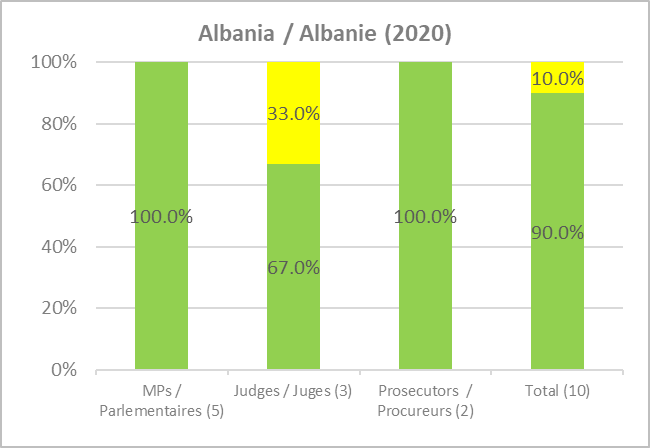 Albania / Albanie (2020)
100%
80%
60%
40%
20%
0%
100.0%
33.0%
67.0%
100.0%
10.0%
90.0%
MPs /
Parlementaires (5)
Judges / Juges (3)
Prosecutors /
Procureurs (2)
Total (10)